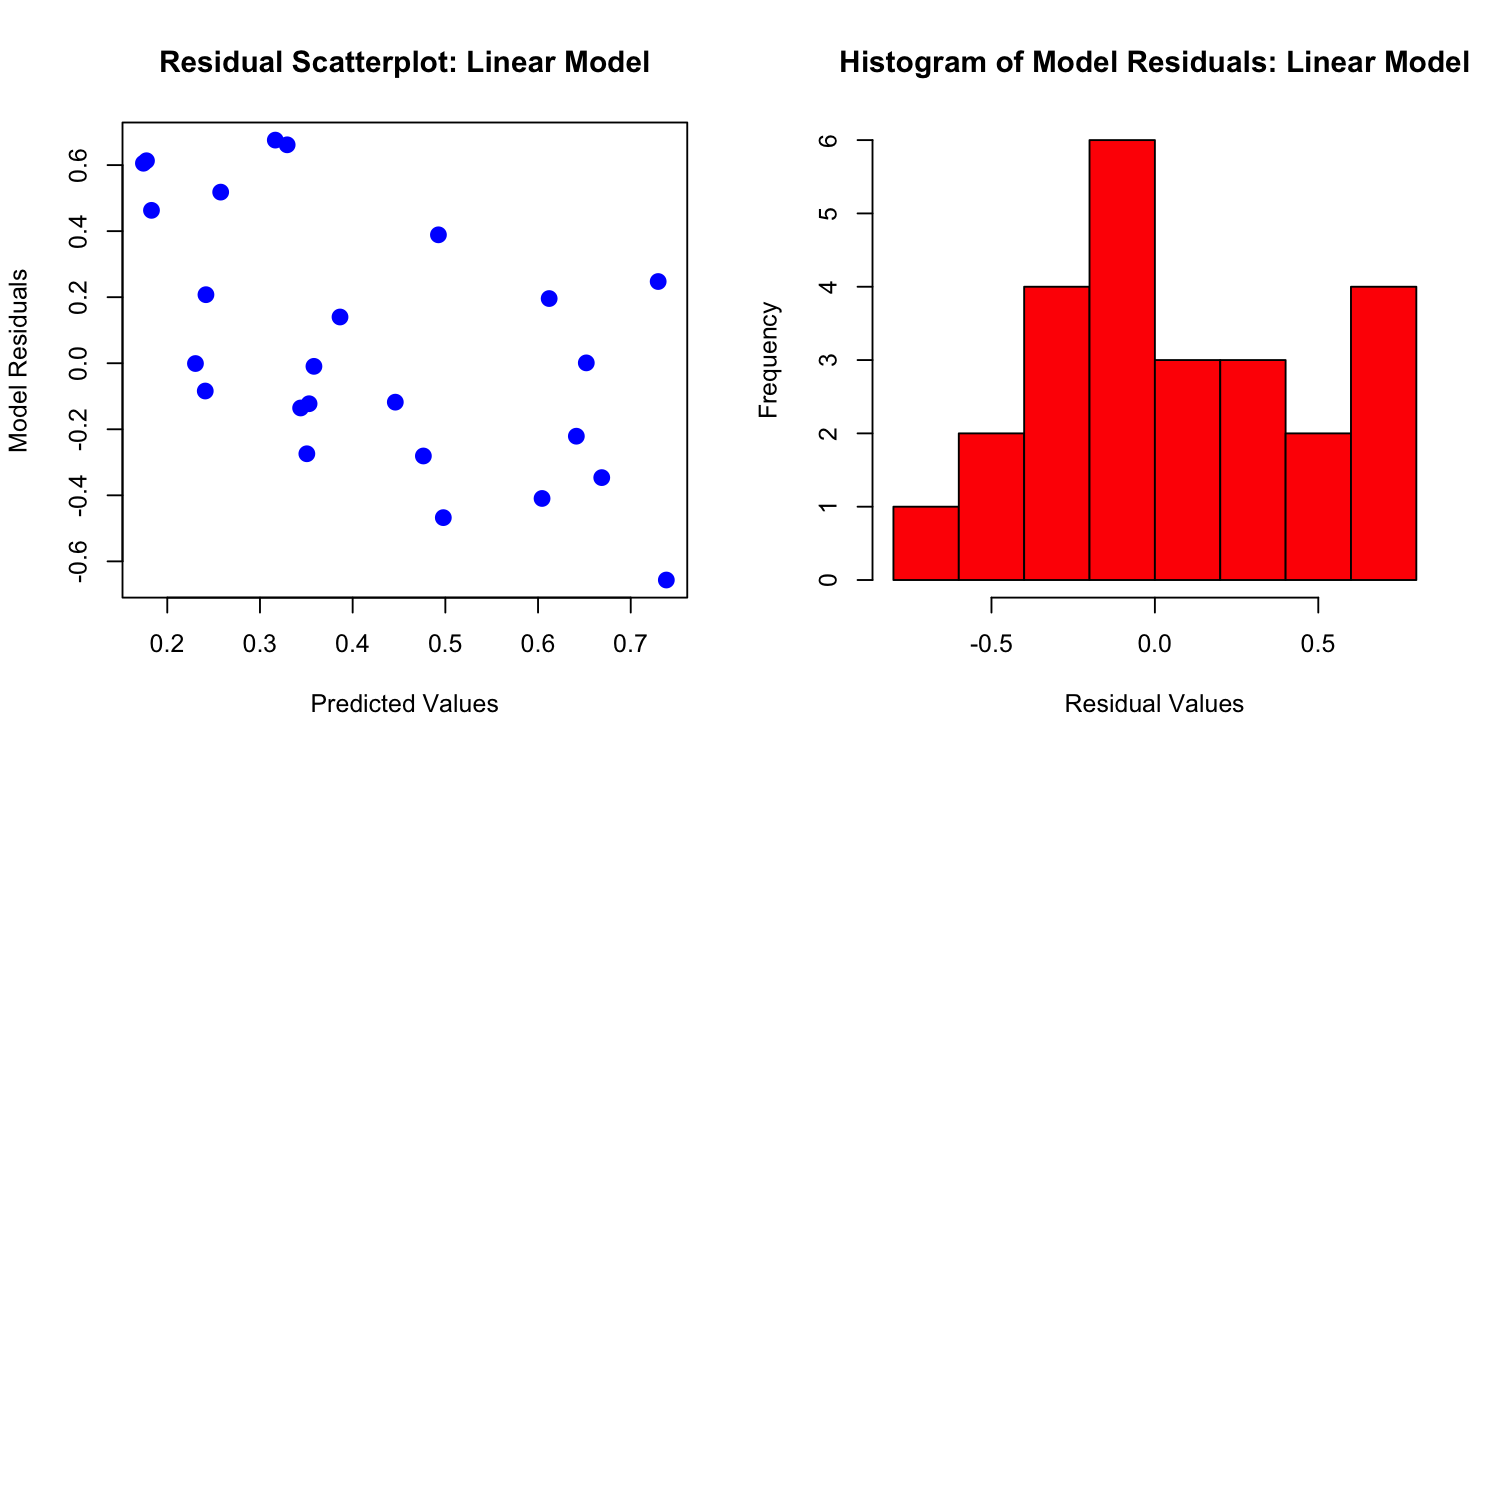 Residual Scatterplot: Linear Model
Model Residuals
0.6
0.4
0.2
0.0
-0.2
-0.4
-0.6
0.2 0.3 0.4 0.5 0.6 0.7
Predicted Values
Histogram of Model Residuals: Linear Model
Frequency
6
5
4
3
2
1
0
-0.5 0.0 0.5
Residual Values